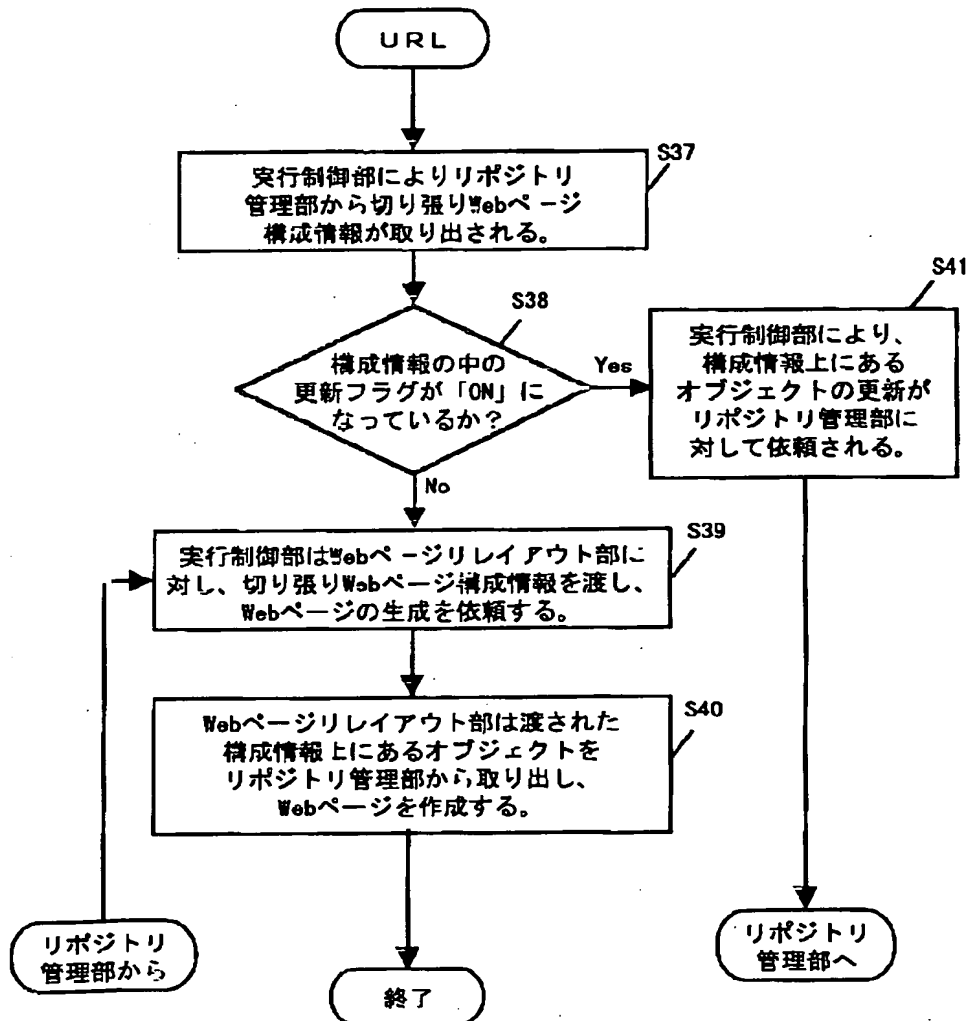 URL
S37
実行制御部によりリポジトリ
管理部から切り張りWebページ
構成情報が取り出される。
S38
構成情報の中の
更新フラグが「ON」に
なっているか？
Yes
No
S41
実行制御部により、
構成情報上にある
オブジェクトの更新が
リポジトリ管理部に
対して依頼される。
S39
実行制御部はWebページリレイアウト部に
対し、切り張りWebページ構成情報を渡し、
Webページの生成を依頼する。
S40
Webページリレイアウト部は渡された
構成情報上にあるオブジェクトを
リポジトリ管理部から取り出し、
Webページを作成する。
リポジトリ
管理部から
終了
リポジトリ
管理部へ